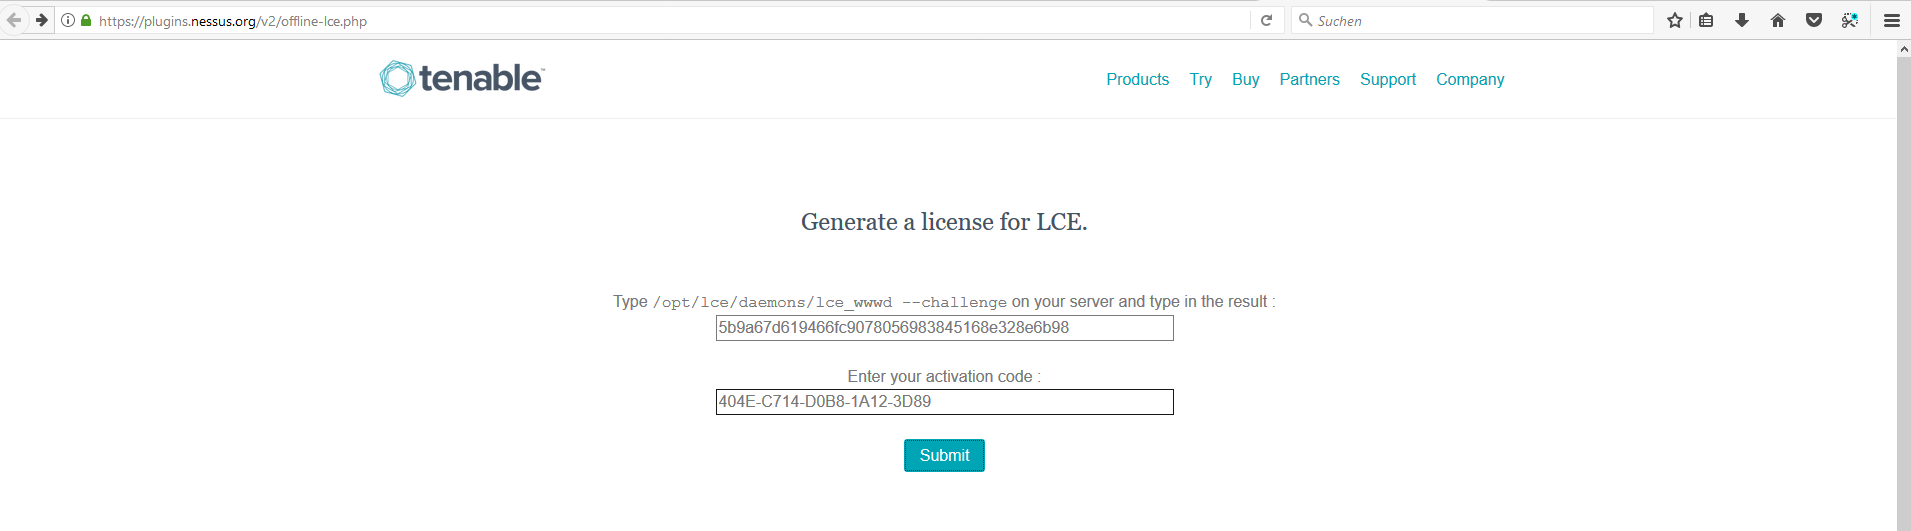 https://plugins.nessus.org/v2/offline-lce.php
Suchen
tenable™
Products Try Buy Partners Support Company
Generate a license for LCE.
Type /opt/lce/daemons/lce_wwwd --challenge on your server and type in the result :
5b9a67d619466fc9078056983845168e328e6b98
Enter your activation code :
404E-C714-D0B8-1A12-3D89
Submit